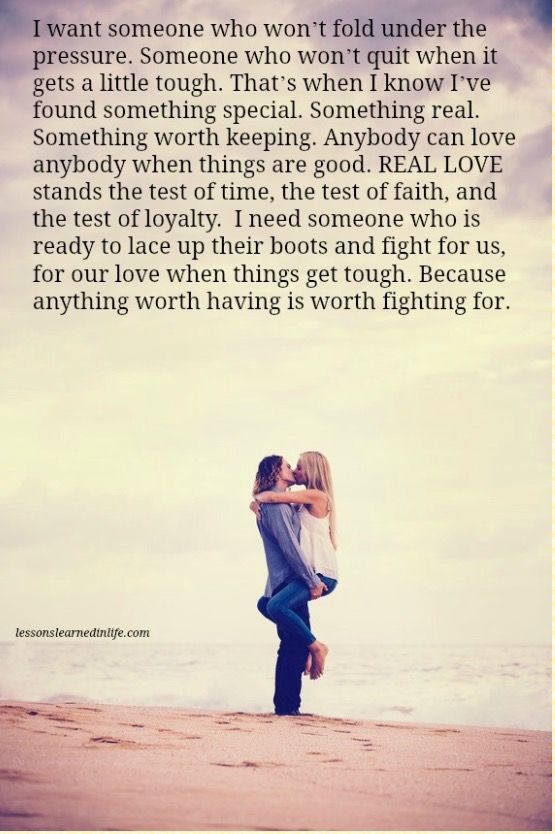 I want someone who won’t fold under the
pressure. Someone who won’t quit when it
gets a little tough. That’s when I know I’ve
found something special. Something real.
Something worth keeping. Anybody can love
anybody when things are good. REAL LOVE
stands the test of time, the test of faith, and
the test of loyalty.  I need someone who is
ready to lace up their boots and fight for us,
for our love when things get tough. Because
anything worth having is worth fighting for.
lessonslearnedinlife.com